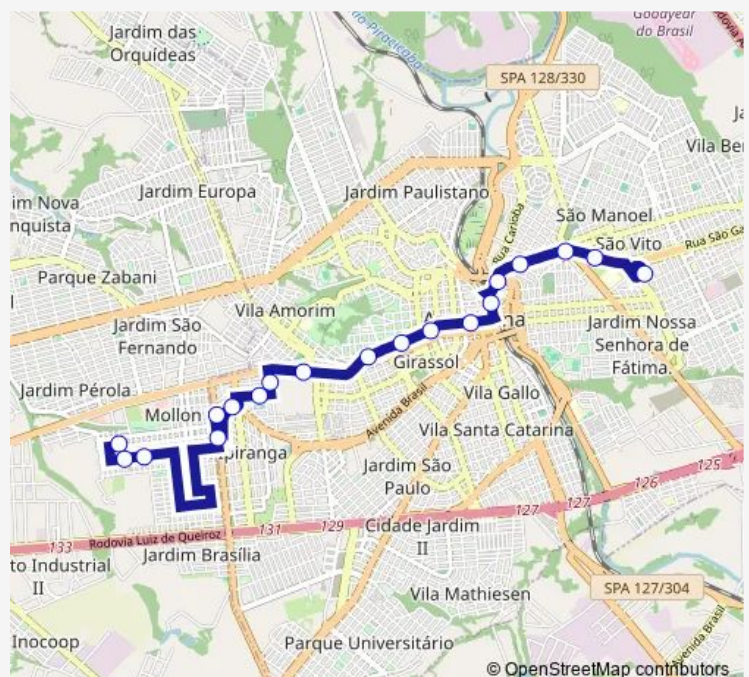 Goodyear
do Brasil
Jardim das
Orquídeas
SPA 128/330
Jardim Europa
Jardim Paulistano
Vila
im Nova
nquista
São Manoel
Rua Carioba
São Vito
Rua São
Parque Zabani
Vila Amorim
Jardim São
Fernando
Jardim Nossa
Senhora de
Fátima.
Girassol
Jardim Pérola
Avenida Brasil
Vila Gallo
Mollon
Vila Santa Catarina
piranga
Jardim São
Paulo
125
126
127
127
129
131
133
Rodovia Luiz de Queiroz
Cidade Jardim
II
Jardim Brasília
to Industrial
II
Vila Mathiesen
SPA 127/304
Inocoop
Parque Universitário
Avenida Brasil
© OpenStreetMap contributors